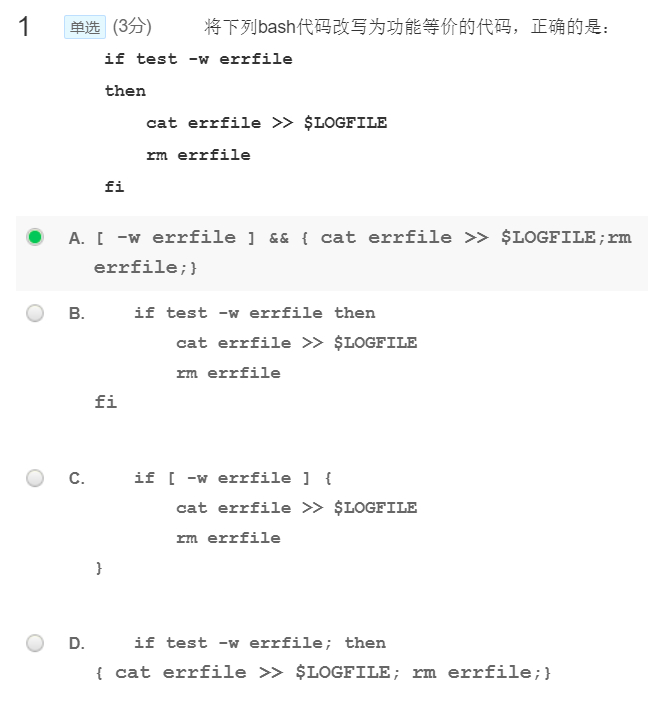 1 单选 (3分) 将下列bash代码改写为功能等价的代码，正确的是：
if test -w errfile
then
cat errfile >> $LOGFILE
rm errfile
fi
A. [ -w errfile ] && { cat errfile >> $LOGFILE;rm
errfile;}
B. if test -w errfile then
cat errfile >> $LOGFILE
rm errfile
fi
C. if [ -w errfile ] {
cat errfile >> $LOGFILE
rm errfile
}
D. if test -w errfile; then
{ cat errfile >> $LOGFILE; rm errfile;}